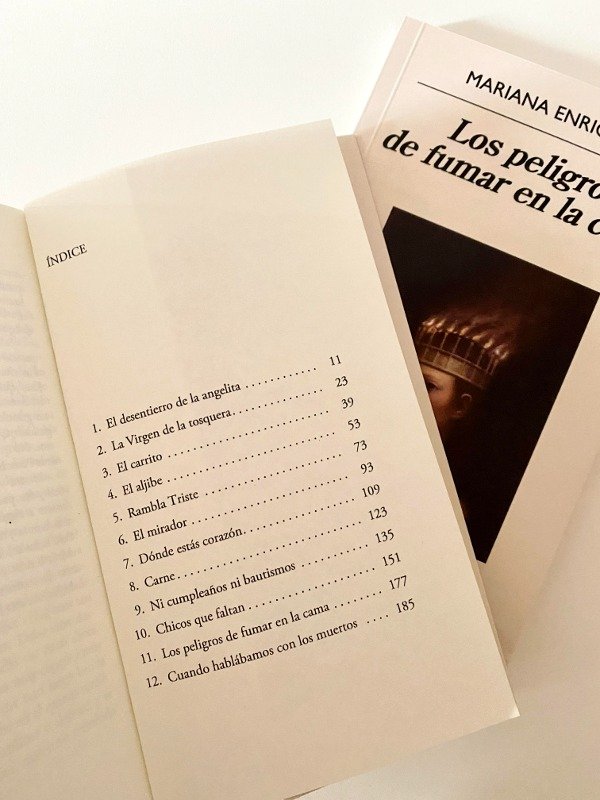 MARIANA ENRI
Los peligro
de fumar en la c
ÍNDICE
1. El desentierro de la angelita . . . . . . . . . . . . 11
2. La Virgen de la tosquera. . . . . . . . . . . . . . . 23
3. El carrito . . . . . . . . . . . . . . . . . . . . . . . . . . 39
4. El aljibe . . . . . . . . . . . . . . . . . . . . . . . . . . . 53
5. Rambla Triste . . . . . . . . . . . . . . . . . . . . . . 73
6. El mirador . . . . . . . . . . . . . . . . . . . . . . . . . 93
7. Dónde estás corazón. . . . . . . . . . . . . . . . . . 109
8. Carne. . . . . . . . . . . . . . . . . . . . . . . . . . . . . 123
9. Ni cumpleaños ni bautismos . . . . . . . . . . . 135
10. Chicos que faltan . . . . . . . . . . . . . . . . . . . . 151
11. Los peligros de fumar en la cama . . . . . . . . 177
12. Cuando hablábamos con los muertos . . . . . 185